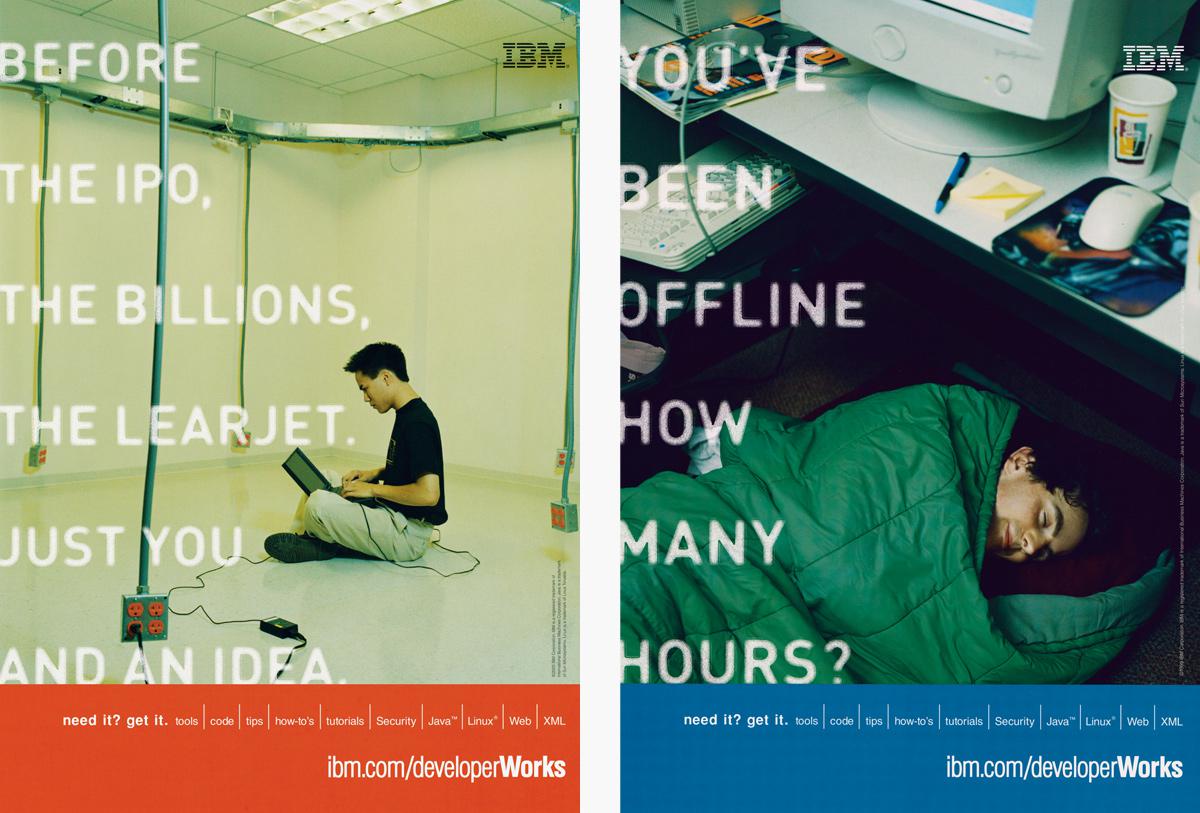 BEFORE
THE IPO,
THE BILLIONS,
THE LEARJET.
JUST YOU
AND AN IDEA.
IBM
need it? get it. tools code tips how-to's tutorials Security Java™ Linux® Web XML
ibm.com/developerWorks
YOU'VE
BEEN
OFFLINE
HOW
MANY
HOURS?
IBM
need it? get it. tools code tips how-to's tutorials Security Java™ Linux® Web XML
ibm.com/developerWorks